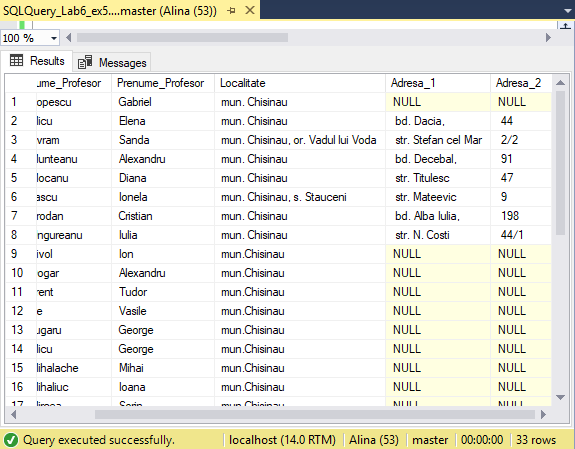 SQLQuery_Lab6_ex5....master (Alina (53))
100 %
Results Messages
ume_Profesor Prenume_Profesor Localitate Adresa_1 Adresa_2
1 opescu Gabriel mun. Chisinau NULL NULL
2 licu Elena mun. Chisinau bd. Dacia, 44
3 vram Sanda mun. Chisinau, or. Vadul lui Voda str. Stefan cel Mar 2/2
4 lunteanu Alexandru mun. Chisinau bd. Decebal, 91
5 locanu Diana mun. Chisinau str. Titulesc 47
6 ascu Ionela mun. Chisinau, s. Stauceni str. Mateevic 9
7 rodan Cristian mun. Chisinau bd. Alba Iulia, 198
8 ngureanu Iulia mun. Chisinau str. N. Costi 44/1
9 ivol Ion mun.Chisinau NULL NULL
10 rogar Alexandru mun.Chisinau NULL NULL
11 rent Tudor mun.Chisinau NULL NULL
12 e Vasile mun.Chisinau NULL NULL
13 ugaru George mun.Chisinau NULL NULL
14 licu George mun.Chisinau NULL NULL
15 lihalache Mihai mun.Chisinau NULL NULL
16 lihaliuc Ioana mun.Chisinau NULL NULL
17 Sorin mun.Chisinau NULL NULL
Query executed successfully. localhost (14.0 RTM) Alina (53) master 00:00:00 33 rows